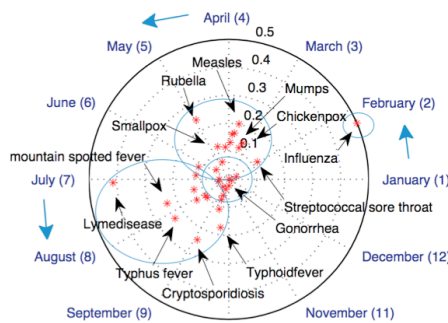 April (4)
0.5
May (5)
March (3)
0.4
Measles
Rubella
0.3
Mumps
June (6)
0.2
February (2)
Smallpox
Chickenpox
0.1
mountain spotted fever
Influenza
July (7)
January (1)
Streptococcal sore throat
Lymedisease
Gonorrhea
August (8)
December (12)
Typhus fever
Typhoidfever
Cryptosporidiosis
September (9)
November (11)